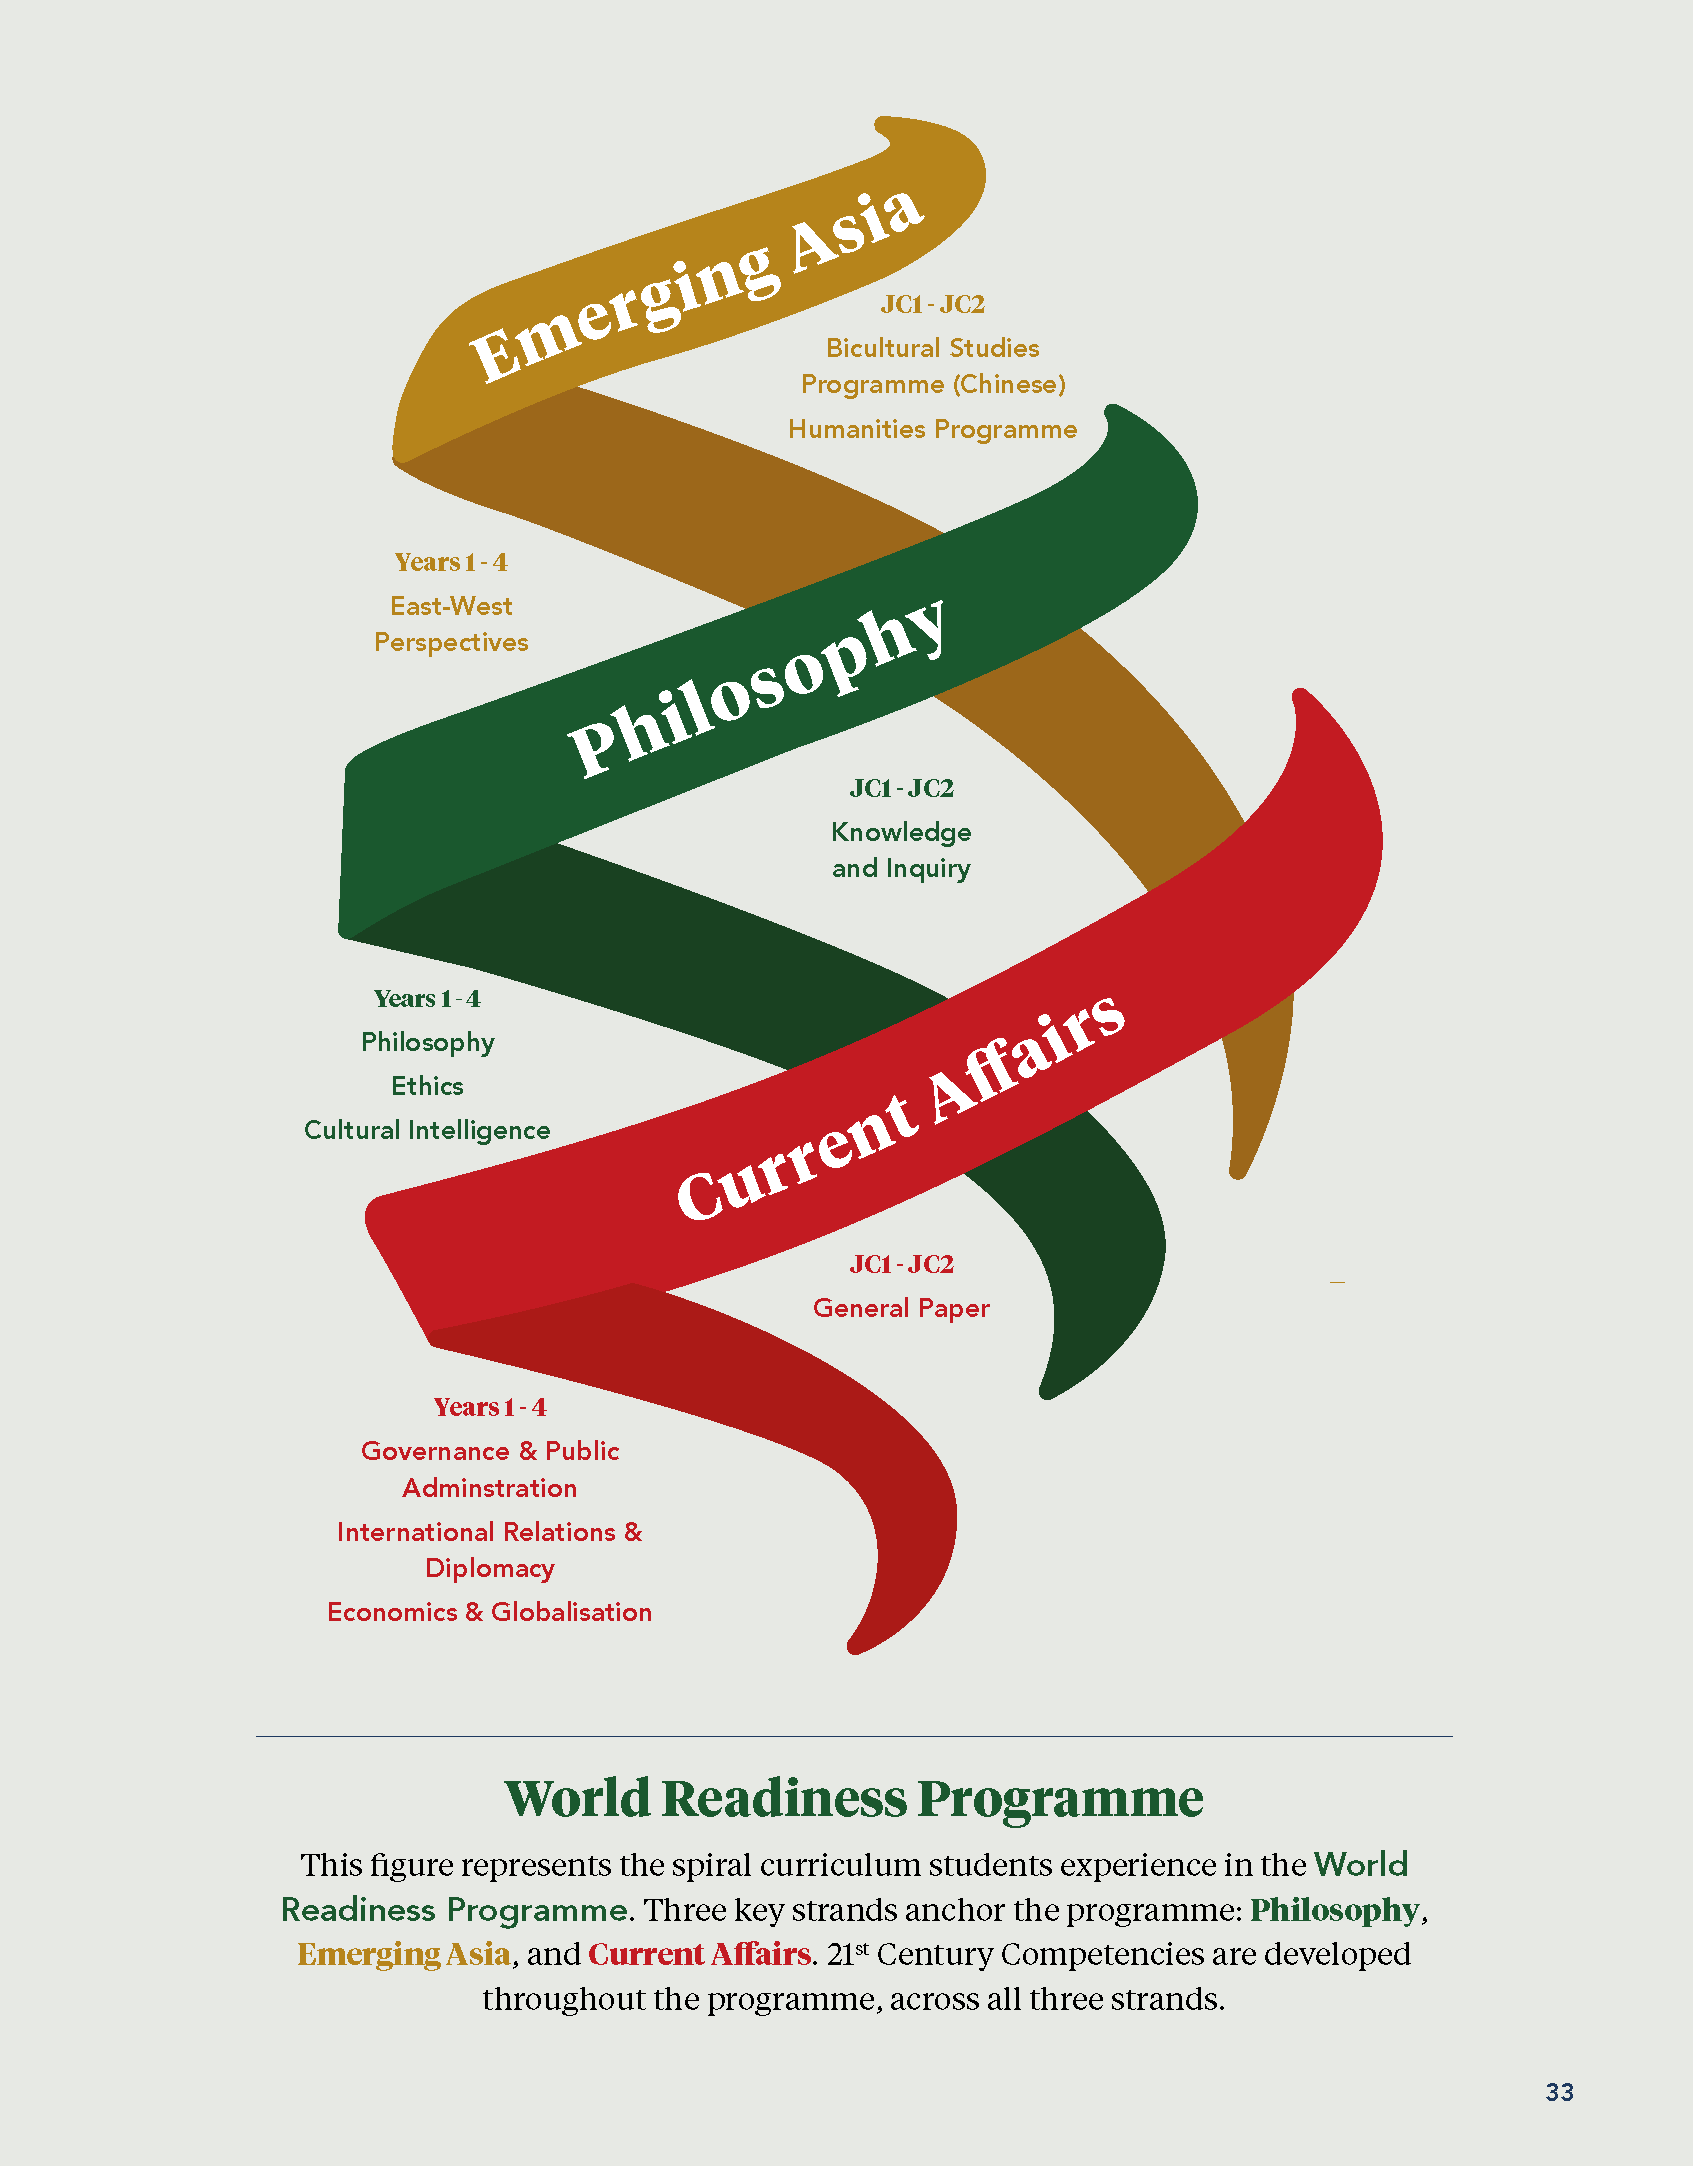 Emerging Asia
JC1 - JC2
Bicultural Studies
Programme (Chinese)
Humanities Programme
Years 1 - 4
East-West
Perspectives
Philosophy
JC1 - JC2
Knowledge
and Inquiry
Years 1 - 4
Philosophy
Ethics
Cultural Intelligence
Current Affairs
JC1 - JC2
General Paper
Years 1 - 4
Governance & Public
Adminstration
International Relations &
Diplomacy
Economics & Globalisation
World Readiness Programme
This figure represents the spiral curriculum students experience in the World
Readiness Programme. Three key strands anchor the programme: Philosophy,
Emerging Asia, and Current Affairs. 21st Century Competencies are developed
throughout the programme, across all three strands.
33